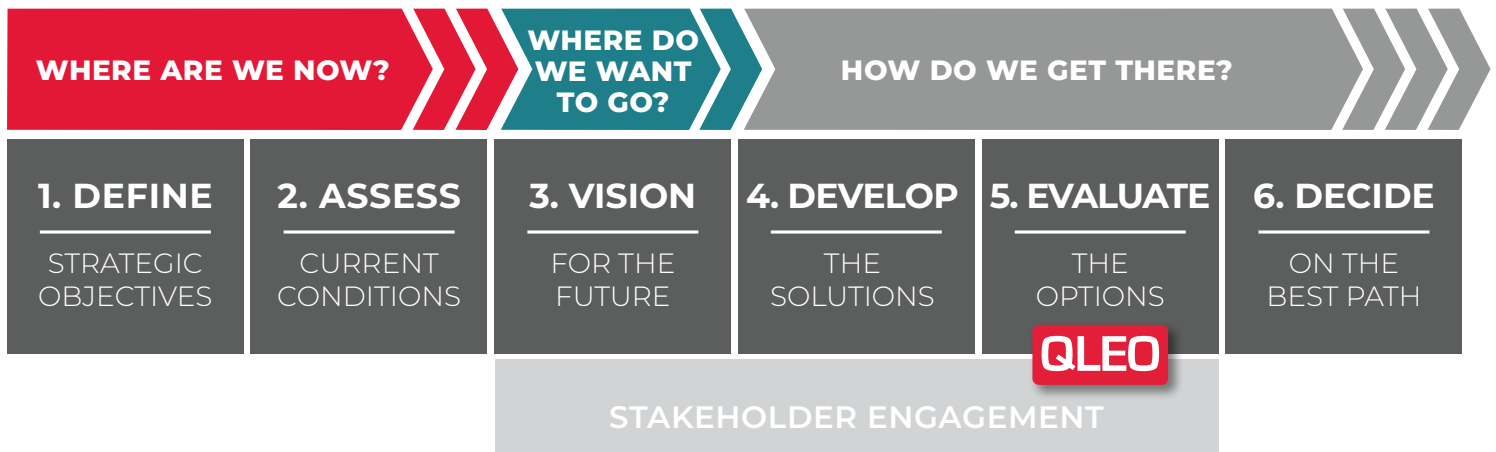 WHERE ARE WE NOW?
WHERE DO
WE WANT
TO GO?
HOW DO WE GET THERE?
1. DEFINE
STRATEGIC
OBJECTIVES
2. ASSESS
CURRENT
CONDITIONS
3. VISION
FOR THE
FUTURE
4. DEVELOP
THE
SOLUTIONS
5. EVALUATE
THE
OPTIONS
QLEO
6. DECIDE
ON THE
BEST PATH
STAKEHOLDER ENGAGEMENT